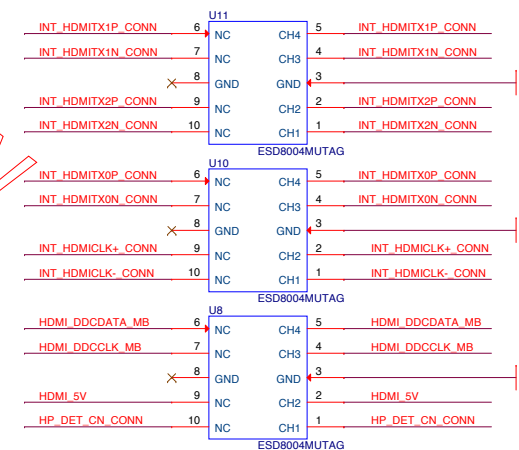 U11
INT_HDMITX1P_CONN 6 NC CH4 5 INT_HDMITX1P_CONN
INT_HDMITX1N_CONN 7 NC CH3 4 INT_HDMITX1N_CONN
8 GND GND 3
INT_HDMITX2P_CONN 9 NC CH2 2 INT_HDMITX2P_CONN
INT_HDMITX2N_CONN 10 NC CH1 1 INT_HDMITX2N_CONN
ESD8004MUTAG
U10
INT_HDMITX0P_CONN 6 NC CH4 5 INT_HDMITX0P_CONN
INT_HDMITX0N_CONN 7 NC CH3 4 INT_HDMITX0N_CONN
8 GND GND 3
INT_HDMICLK+_CONN 9 NC CH2 2 INT_HDMICLK+_CONN
INT_HDMICLK-_CONN 10 NC CH1 1 INT_HDMICLK-_CONN
ESD8004MUTAG
U8
HDMI_DDCDATA_MB 6 NC CH4 5 HDMI_DDCDATA_MB
HDMI_DDCCLK_MB 7 NC CH3 4 HDMI_DDCCLK_MB
8 GND GND 3
HDMI_5V 9 NC CH2 2 HDMI_5V
HP_DET_CN_CONN 10 NC CH1 1 HP_DET_CN_CONN
ESD8004MUTAG